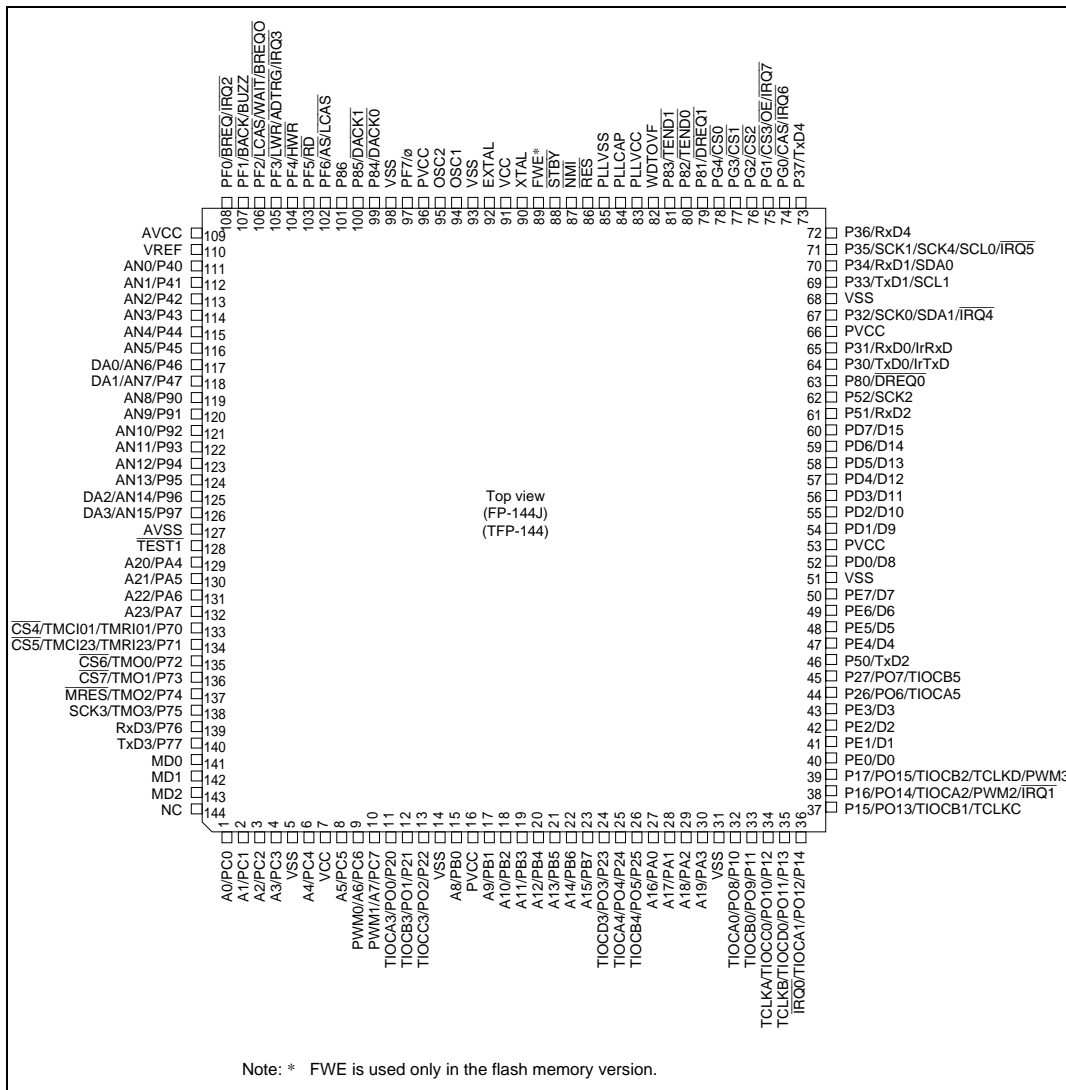 PF0/BREQ/IRQ2
PF1/BACK/BUZZ
PF2/LCAS/WAIT/BREQO
PF3/LWR/ADTRG/IRQ3
PF4/HWR
PF5/RD
PF6/AS/LCAS
P86
P85/DACK1
P84/DACK0
VSS
PF7/ø
PVCC
OSC2
OSC1
VSS
EXTAL
VCC
XTAL
FWE*
STBY
NMI
RES
PLLVSS
PLLCAP
PLLVCC
WDTOVF
P83/TEND1
P82/TEND0
P81/DREQ1
PG4/CS0
PG3/CS1
PG2/CS2
PG1/CS3/OE/IRQ7
PG0/CAS/IRQ6
P37/TxD4
108
107
106
105
104
103
102
101
100
99
98
97
96
95
94
93
92
91
90
89
88
87
86
85
84
83
82
81
80
79
78
77
76
75
74
73
AVCC 109
VREF 110
AN0/P40 111
AN1/P41 112
AN2/P42 113
AN3/P43 114
AN4/P44 115
AN5/P45 116
DA0/AN6/P46 117
DA1/AN7/P47 118
AN8/P90 119
AN9/P91 120
AN10/P92 121
AN11/P93 122
AN12/P94 123
AN13/P95 124
DA2/AN14/P96 125
DA3/AN15/P97 126
AVSS 127
TEST1 128
A20/PA4 129
A21/PA5 130
A22/PA6 131
A23/PA7 132
CS4/TMCI01/TMRI01/P70 133
CS5/TMCI23/TMRI23/P71 134
CS6/TMO0/P72 135
CS7/TMO1/P73 136
MRES/TMO2/P74 137
SCK3/TMO3/P75 138
RxD3/P76 139
TxD3/P77 140
MD0 141
MD1 142
MD2 143
NC 144
Top view
(FP-144J)
(TFP-144)
72 P36/RxD4
71 P35/SCK1/SCK4/SCL0/IRQ5
70 P34/RxD1/SDA0
69 P33/TxD1/SCL1
68 VSS
67 P32/SCK0/SDA1/IRQ4
66 PVCC
65 P31/RxD0/IrRxD
64 P30/TxD0/IrTxD
63 P80/DREQ0
62 P52/SCK2
61 P51/RxD2
60 PD7/D15
59 PD6/D14
58 PD5/D13
57 PD4/D12
56 PD3/D11
55 PD2/D10
54 PD1/D9
53 PVCC
52 PD0/D8
51 VSS
50 PE7/D7
49 PE6/D6
48 PE5/D5
47 PE4/D4
46 P50/TxD2
45 P27/PO7/TIOCB5
44 P26/PO6/TIOCA5
43 PE3/D3
42 PE2/D2
41 PE1/D1
40 PE0/D0
39 P17/PO15/TIOCB2/TCLKD/PWM3
38 P16/PO14/TIOCA2/PWM2/IRQ1
37 P15/PO13/TIOCB1/TCLKC
1
2
3
4
5
6
7
8
9
10
11
12
13
14
15
16
17
18
19
20
21
22
23
24
25
26
27
28
29
30
31
32
33
34
35
36
A0/PC0
A1/PC1
A2/PC2
A3/PC3
VSS
A4/PC4
VCC
A5/PC5
PWM0/A6/PC6
PWM1/A7/PC7
TIOCA3/PO0/P20
TIOCB3/PO1/P21
TIOCC3/PO2/P22
VSS
A8/PB0
PVCC
A9/PB1
A10/PB2
A11/PB3
A12/PB4
A13/PB5
A14/PB6
A15/PB7
TIOCD3/PO3/P23
TIOCA4/PO4/P24
TIOCB4/PO5/P25
A16/PA0
A17/PA1
A18/PA2
A19/PA3
VSS
TIOCA0/PO8/P10
TIOCB0/PO9/P11
TCLKA/TIOCC0/PO10/P12
TCLKB/TIOCD0/PO11/P13
IRQ0/TIOCA1/PO12/P14
Note: * FWE is used only in the flash memory version.